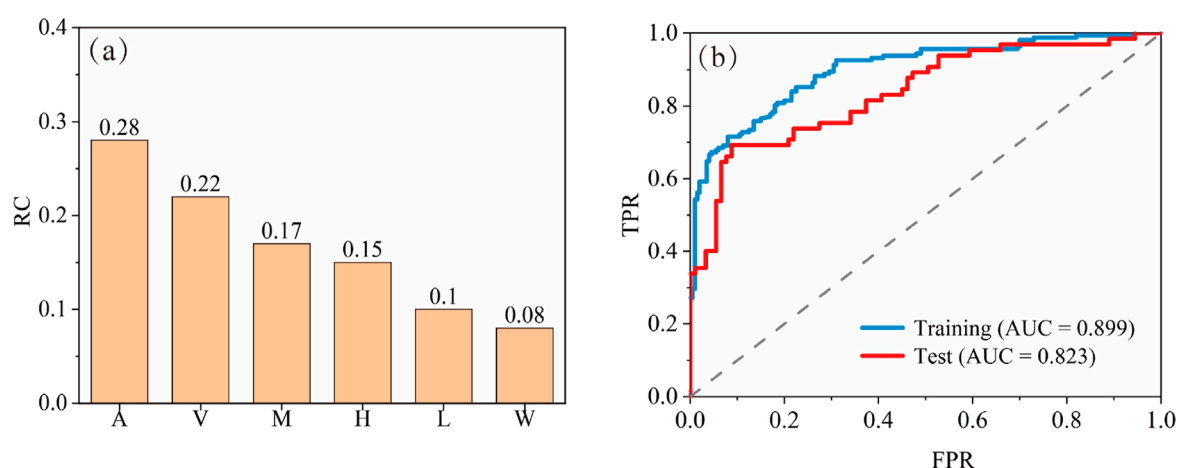 (a)
0.4
0.3
0.2
0.1
0.0
RC
0.28
0.22
0.17
0.15
0.1
0.08
A V M H L W
(b)
1.0
0.8
0.6
0.4
0.2
0.0
TPR
Training (AUC = 0.899)
Test (AUC = 0.823)
0.0 0.2 0.4 0.6 0.8 1.0
FPR